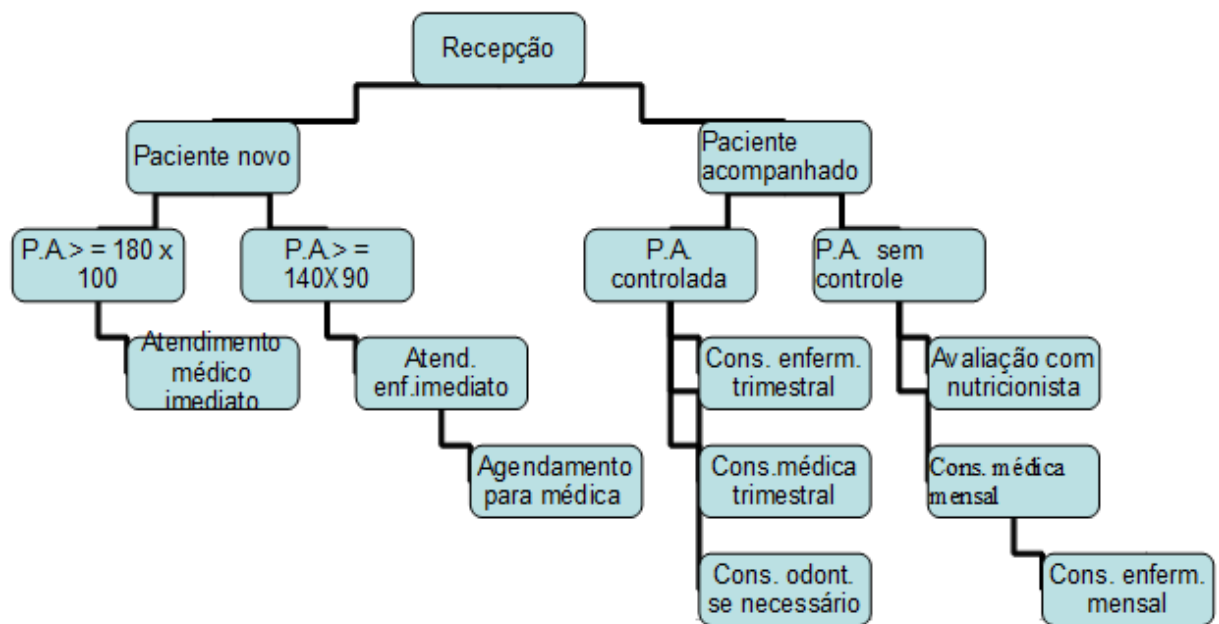 Recepção
Paciente novo
Paciente
acompanhado
P.A.> = 180 x
100
P.A.> =
140X90
P.A.
controlada
P.A. sem
controle
Atendimento
médico
imediato
Atend.
enf.imediato
Cons. enferm.
trimestral
Avaliação com
nutricionista
Agendamento
para médica
Cons.médica
trimestral
Cons. médica
mensal
Cons. odont.
se necessário
Cons. enferm.
mensal